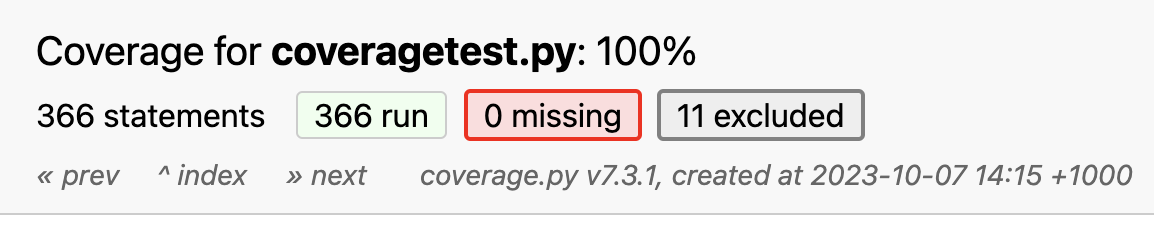 Coverage for coveragetest.py: 100%
366 statements 366 run 0 missing 11 excluded
« prev ^ index » next coverage.py v7.3.1, created at 2023-10-07 14:15 +1000